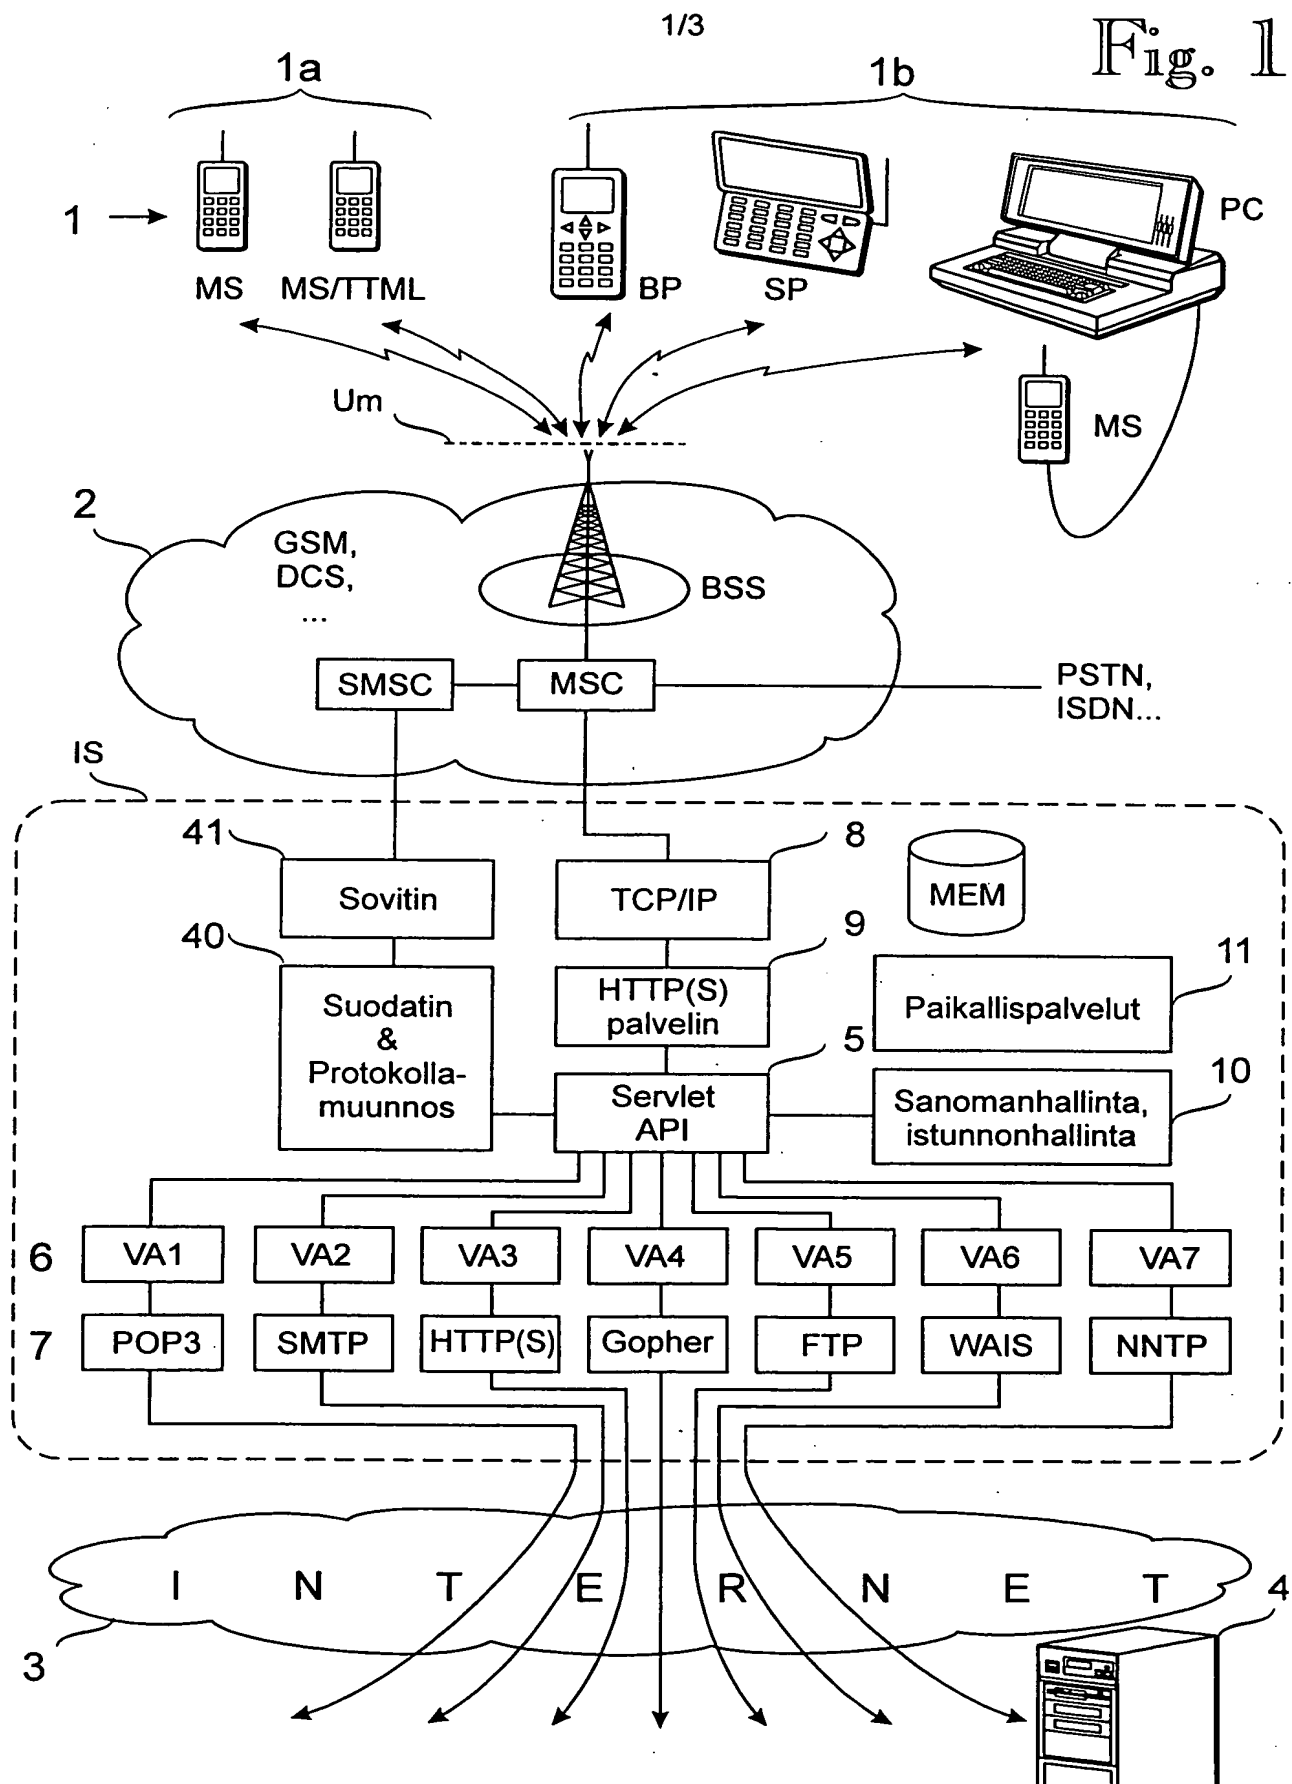 1/3
Fig. 1
1a
1b
1
MS
MS/TTML
BP
SP
PC
Um
MS
2
GSM,
DCS,
...
BSS
SMSC
MSC
PSTN,
ISDN...
IS
41
Sovitin
8
TCP/IP
MEM
40
Suodatin
&
Protokolla-
muunnos
9
HTTP(S)
palvelin
11
Paikallispalvelut
5
Servlet
API
10
Sanomanhallinta,
istunnonhallinta
6
VA1
VA2
VA3
VA4
VA5
VA6
VA7
7
POP3
SMTP
HTTP(S)
Gopher
FTP
WAIS
NNTP
I N T E R N E T
3
4